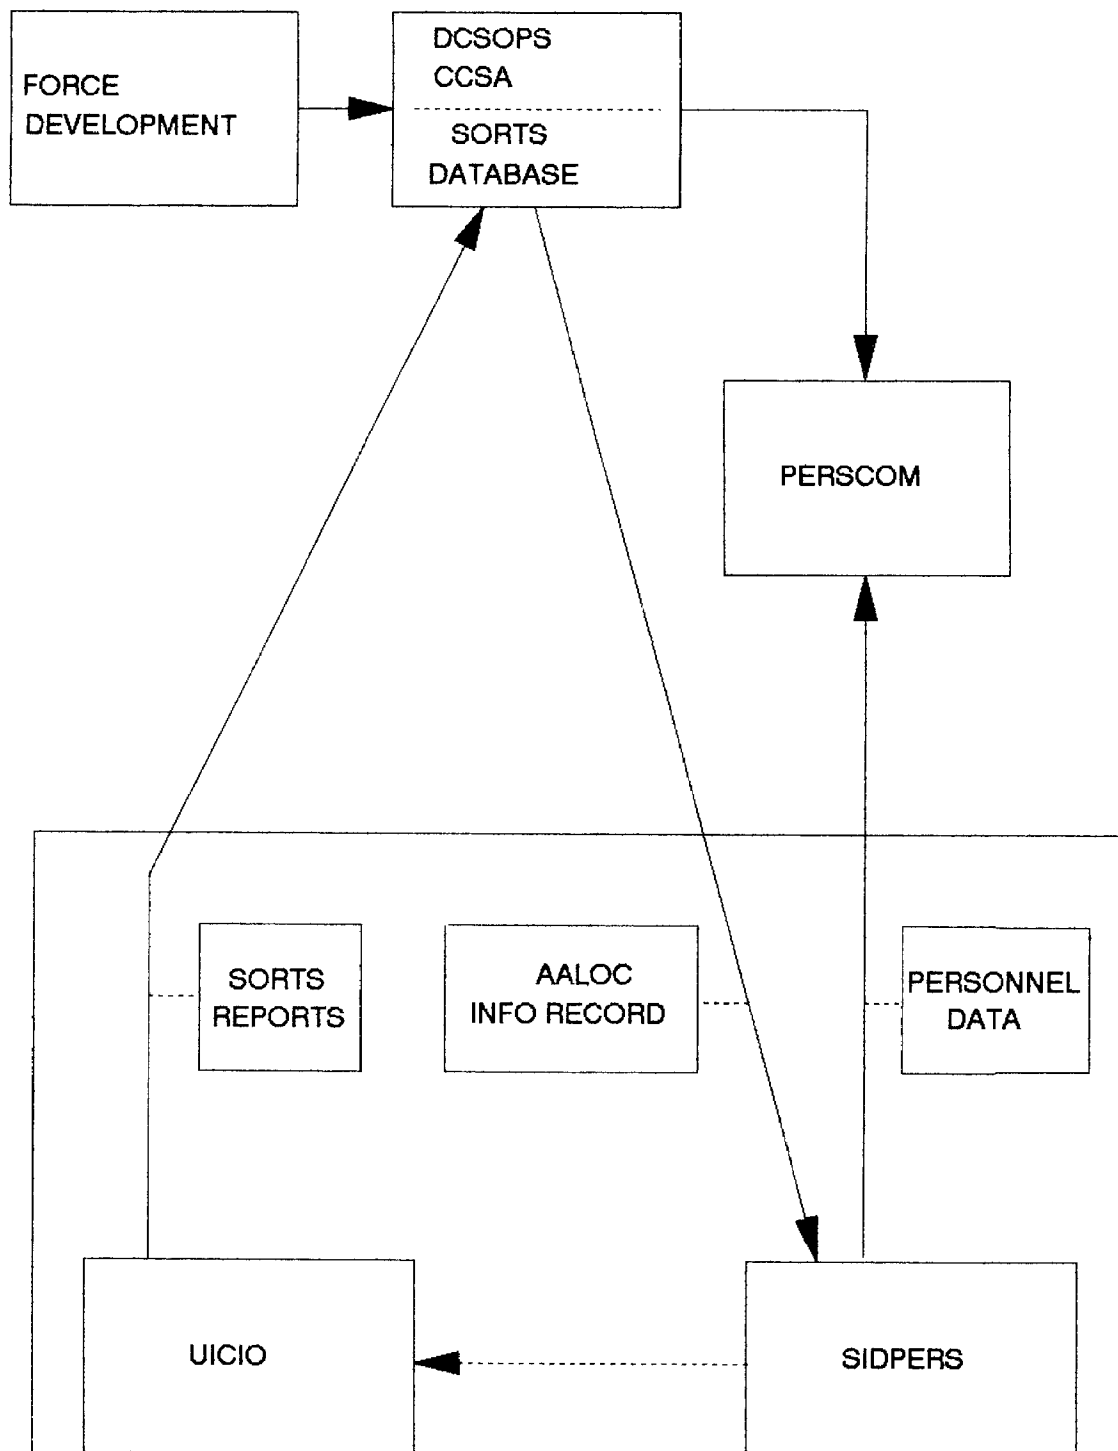 FORCE
DEVELOPMENT
DCSOPS
CCSA
SORTS
DATABASE
PERSCOM
SORTS
REPORTS
AALOC
INFO RECORD
PERSONNEL
DATA
UICIO
SIDPERS